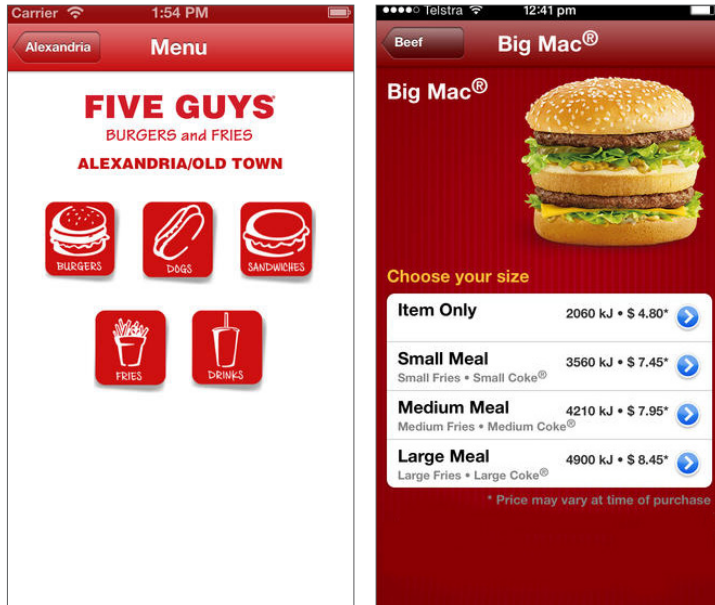 Carrier 1:54 PM
Alexandria Menu
FIVE GUYS
BURGERS and FRIES
ALEXANDRIA/OLD TOWN
BURGERS DOGS SANDWICHES
FRIES DRINKS
Telstra 12:41 pm
Beef Big Mac®
Big Mac®
Choose your size
Item Only 2060 kJ • $ 4.80*
Small Meal 3560 kJ • $ 7.45*
Small Fries • Small Coke®
Medium Meal 4210 kJ • $ 7.95*
Medium Fries • Medium Coke®
Large Meal 4900 kJ • $ 8.45*
Large Fries • Large Coke®
* Price may vary at time of purchase